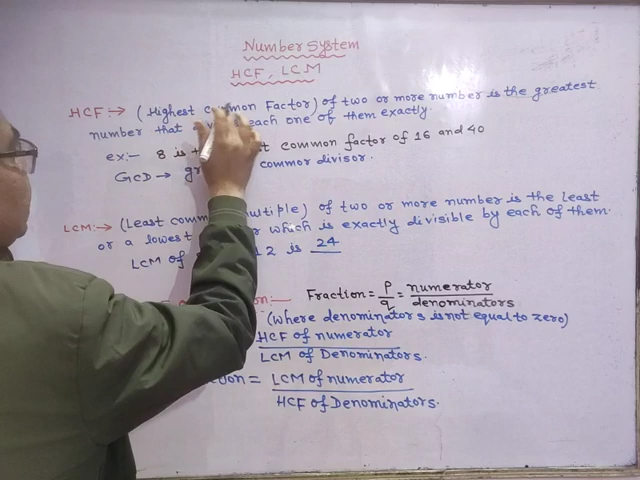 Number System
HCF, LCM
HCF:→ (Highest common Factor) of two or more number is the greatest
number that each one of them exactly.
ex:- 8 is common factor of 16 and 40
GCD → commor divisor.
LCM:→ (Least comm ultiple) of two or more number is the least
or a lowest which is exactly divisible by each of them.
LCM of 12 is 24
Fraction = P/q = numerator/denominators
(where denominators is not equal to zero)
HCF of numerator
LCM of Denominators.
= LCM of numerator
HCF of Denominators.